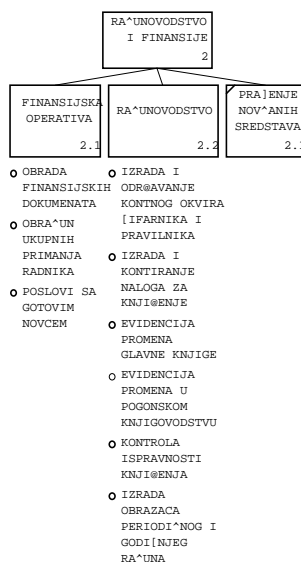 RA^UNOVODSTVO
I FINANSIJE
2
FINANSIJSKA
OPERATIVA
2.1
RA^UNOVODSTVO
2.2
PRA]ENJE
NOV^ANIH
SREDSTAVA
OBRADA
FINANSIJSKIH
DOKUMENATA
OBRA^UN
UKUPNIH
PRIMANJA
RADNIKA
POSLOVI SA
GOTOVIM
NOVCEM
IZRADA I
ODR@AVANJE
KONTNOG OKVIRA
[IFARNIKA I
PRAVILNIKA
IZRADA I
KONTIRANJE
NALOGA ZA
KNJI@ENJE
EVIDENCIJA
PROMENA
GLAVNE KNJIGE
EVIDENCIJA
PROMENA U
POGONSKOM
KNJIGOVODSTVU
KONTROLA
ISPRAVNOSTI
KNJI@ENJA
IZRADA
OBRAZACA
PERIODI^NOG I
GODI[NJEG
RA^UNA